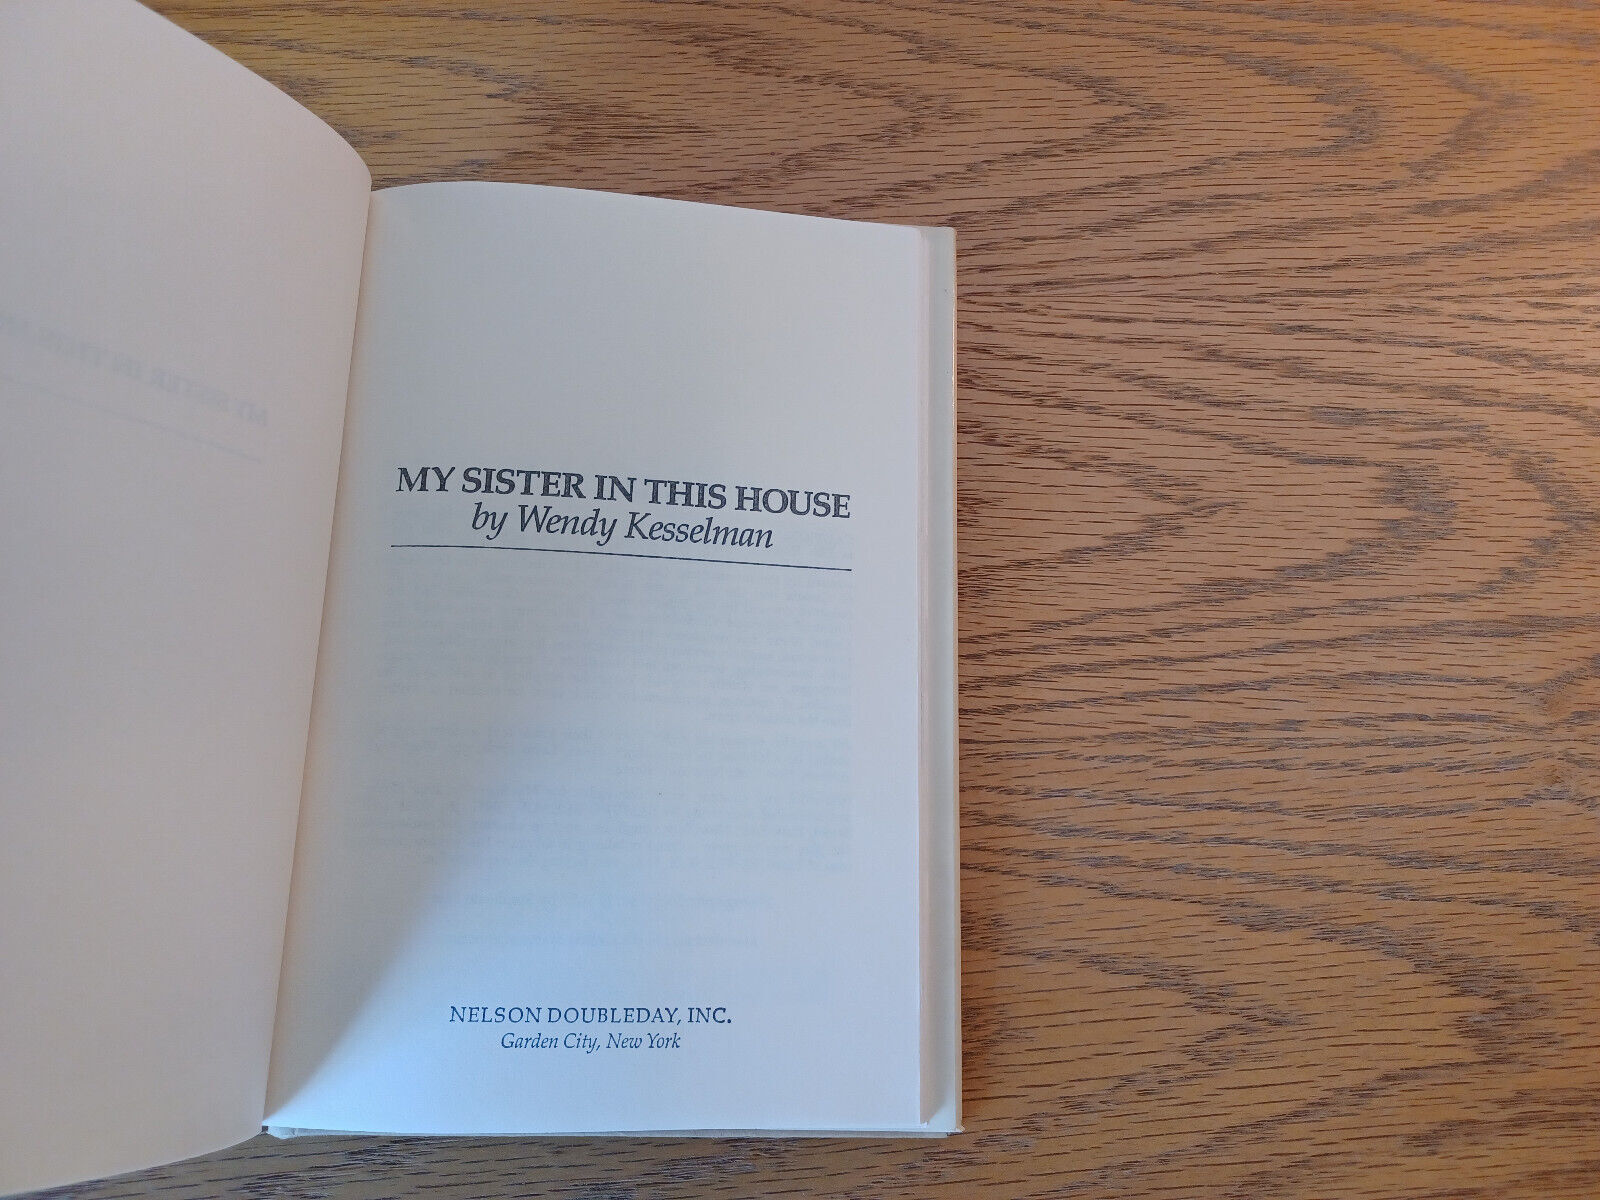 MY SISTER IN THIS HOUSE
by Wendy Kesselman
NELSON DOUBLEDAY, INC.
Garden City, New York